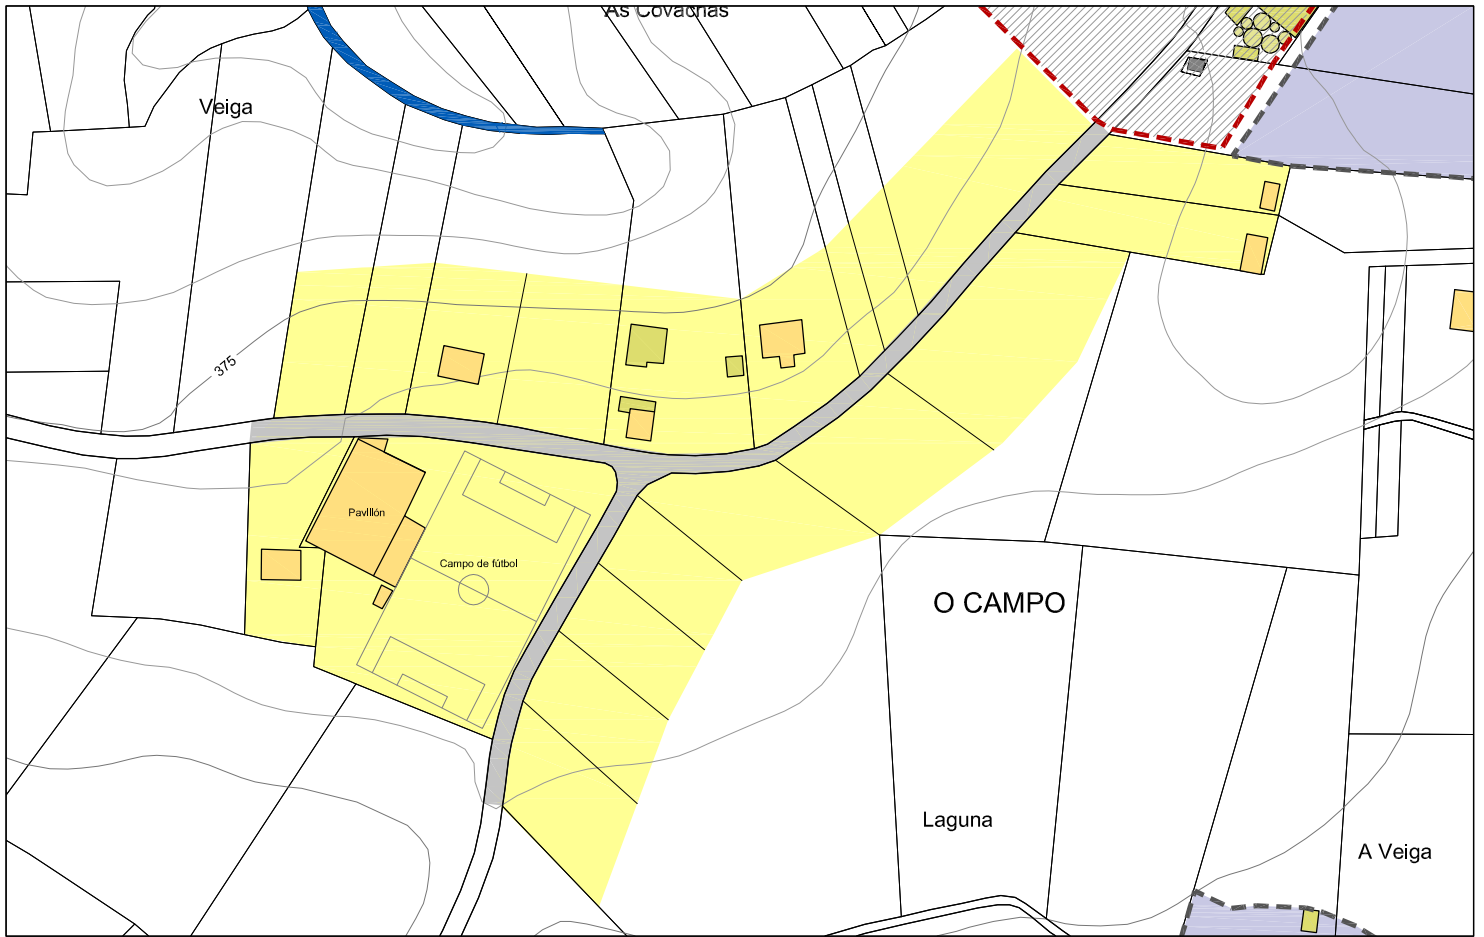 As Covachas
Veiga
375
Pavillón
Campo de fútbol
O CAMPO
Laguna
A Veiga